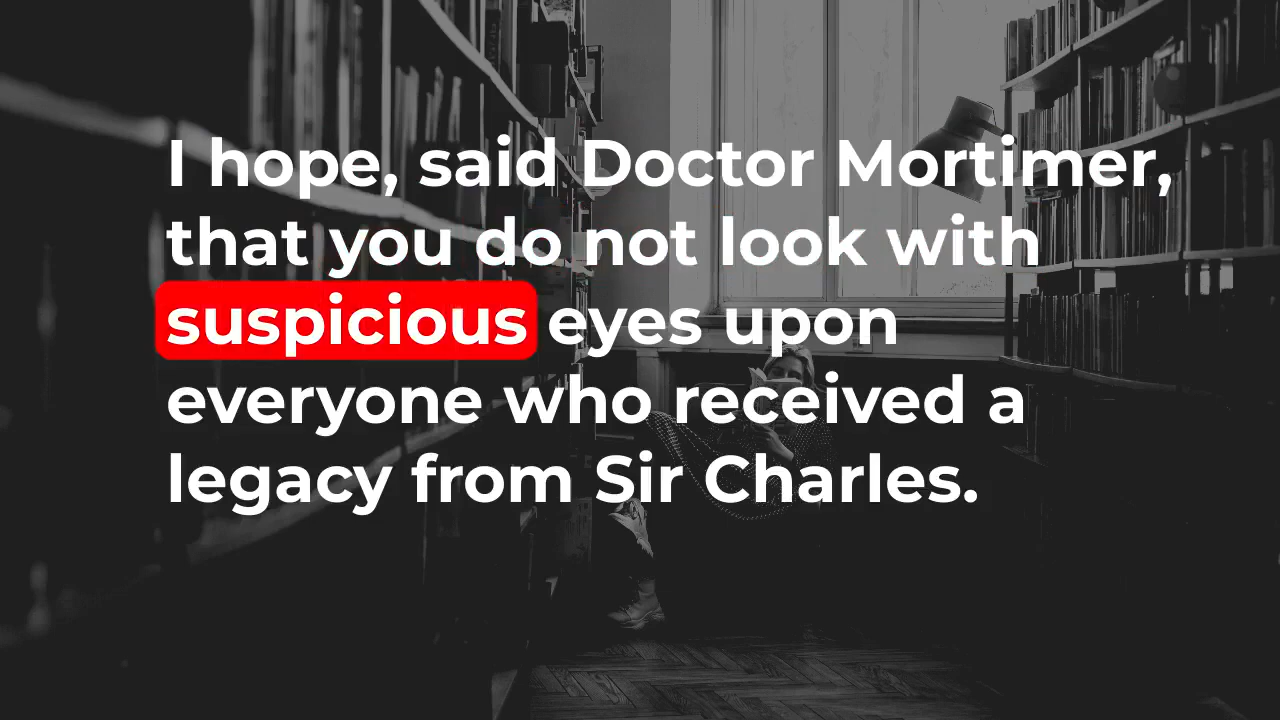 I hope, said Doctor Mortimer,
that you do not look with
suspicious eyes upon
everyone who received a
legacy from Sir Charles.